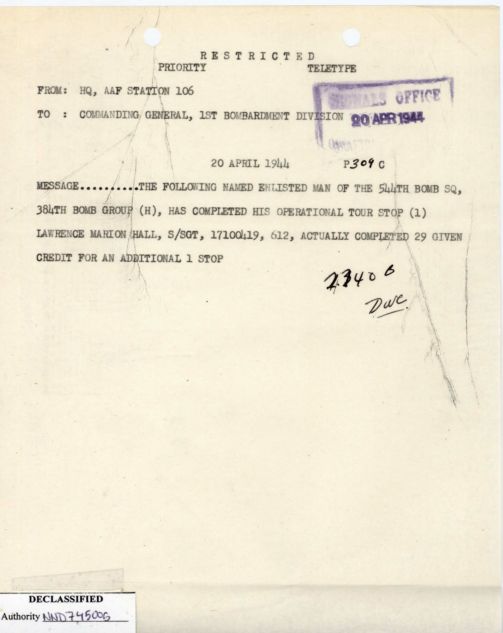 RESTRICTED
PRIORITY TELETYPE
FROM: HQ, AAF STATION 106
TO : COMMANDING GENERAL, 1ST BOMBARDMENT DIVISION
SIGNALS OFFICE
20 APR 1944
20 APRIL 1944 P309C
MESSAGE..........THE FOLLOWING NAMED ENLISTED MAN OF THE 544TH BOMB SQ,
384TH BOMB GROUP (H), HAS COMPLETED HIS OPERATIONAL TOUR STOP (1)
LAWRENCE MARION HALL, S/SGT, 17100419, 612, ACTUALLY COMPLETED 29 GIVEN
CREDIT FOR AN ADDITIONAL 1 STOP
2340 B
DWC
DECLASSIFIED
Authority NND745006